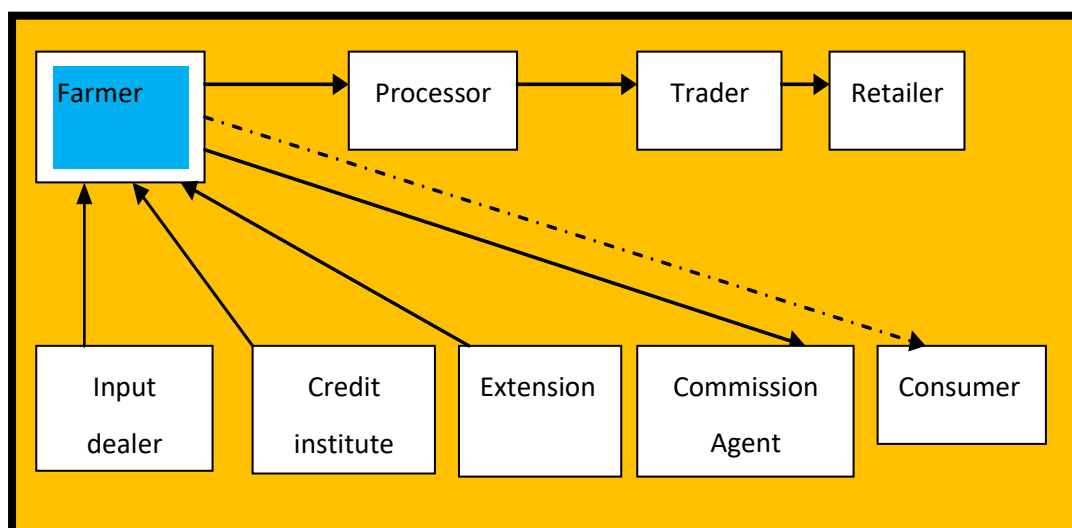 Farmer
Processor
Trader
Retailer
Input
dealer
Credit
institute
Extension
Commission
Agent
Consumer